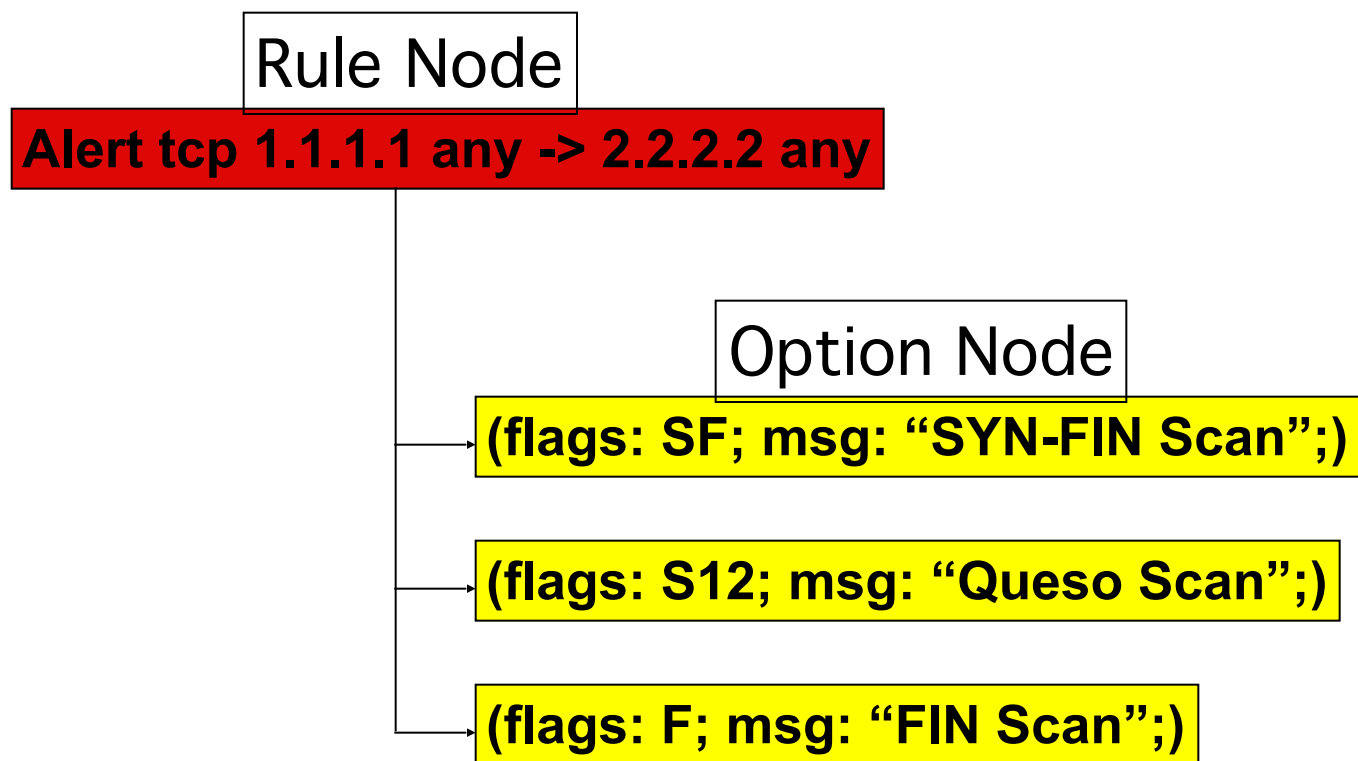 Rule Node
Alert tcp 1.1.1.1 any -> 2.2.2.2 any
Option Node
(flags: SF; msg: “SYN-FIN Scan”;)
(flags: S12; msg: “Queso Scan”;)
(flags: F; msg: “FIN Scan”;)